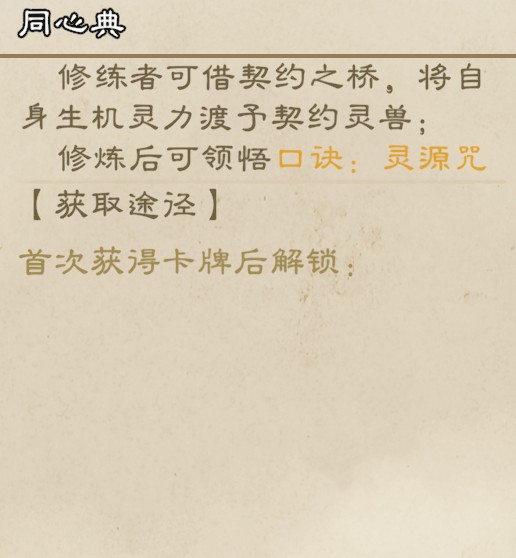 同心典
修练者可借契约之桥，将自
身生机灵力渡予契约灵兽；
修炼后可领悟口诀：灵源咒
【获取途径】
首次获得卡牌后解锁：